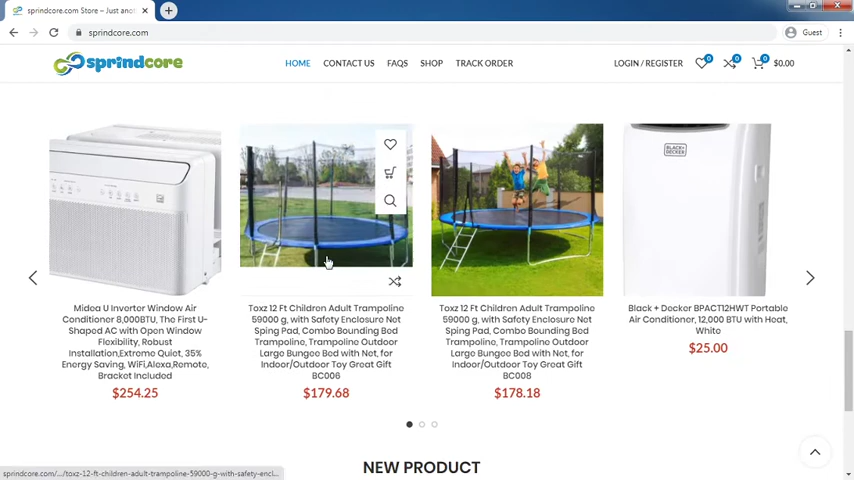 sprindcore.com Store – Just anot
sprindcore.com
Guest
sprindcore
HOME CONTACT US FAQS SHOP TRACK ORDER LOGIN / REGISTER 0 0 0 $0.00
BLACK+DECKER
Midea U Invertor Window Air
Conditioner 8,000BTU, The First U-
Shaped AC with Open Window
Flexibility, Robust
Installation,Extreme Quiet, 35%
Energy Saving, WiFi,Alexa,Remote,
Bracket Included
$254.25
Toxz 12 Ft Children Adult Trampoline
59000 g, with Safety Enclosure Net
Sping Pad, Combo Bounding Bed
Trampoline, Trampoline Outdoor
Large Bungee Bed with Net, for
Indoor/Outdoor Toy Great Gift
BC006
$179.68
Toxz 12 Ft Children Adult Trampoline
59000 g, with Safety Enclosure Net
Sping Pad, Combo Bounding Bed
Trampoline, Trampoline Outdoor
Large Bungee Bed with Net, for
Indoor/Outdoor Toy Great Gift
BC008
$178.18
Black + Decker BPACT12HWT Portable
Air Conditioner, 12,000 BTU with Heat,
White
$25.00
NEW PRODUCT
sprindcore.com/.../toxz-12-ft-children-adult-trampoline-59000-g-with-safety-encl...